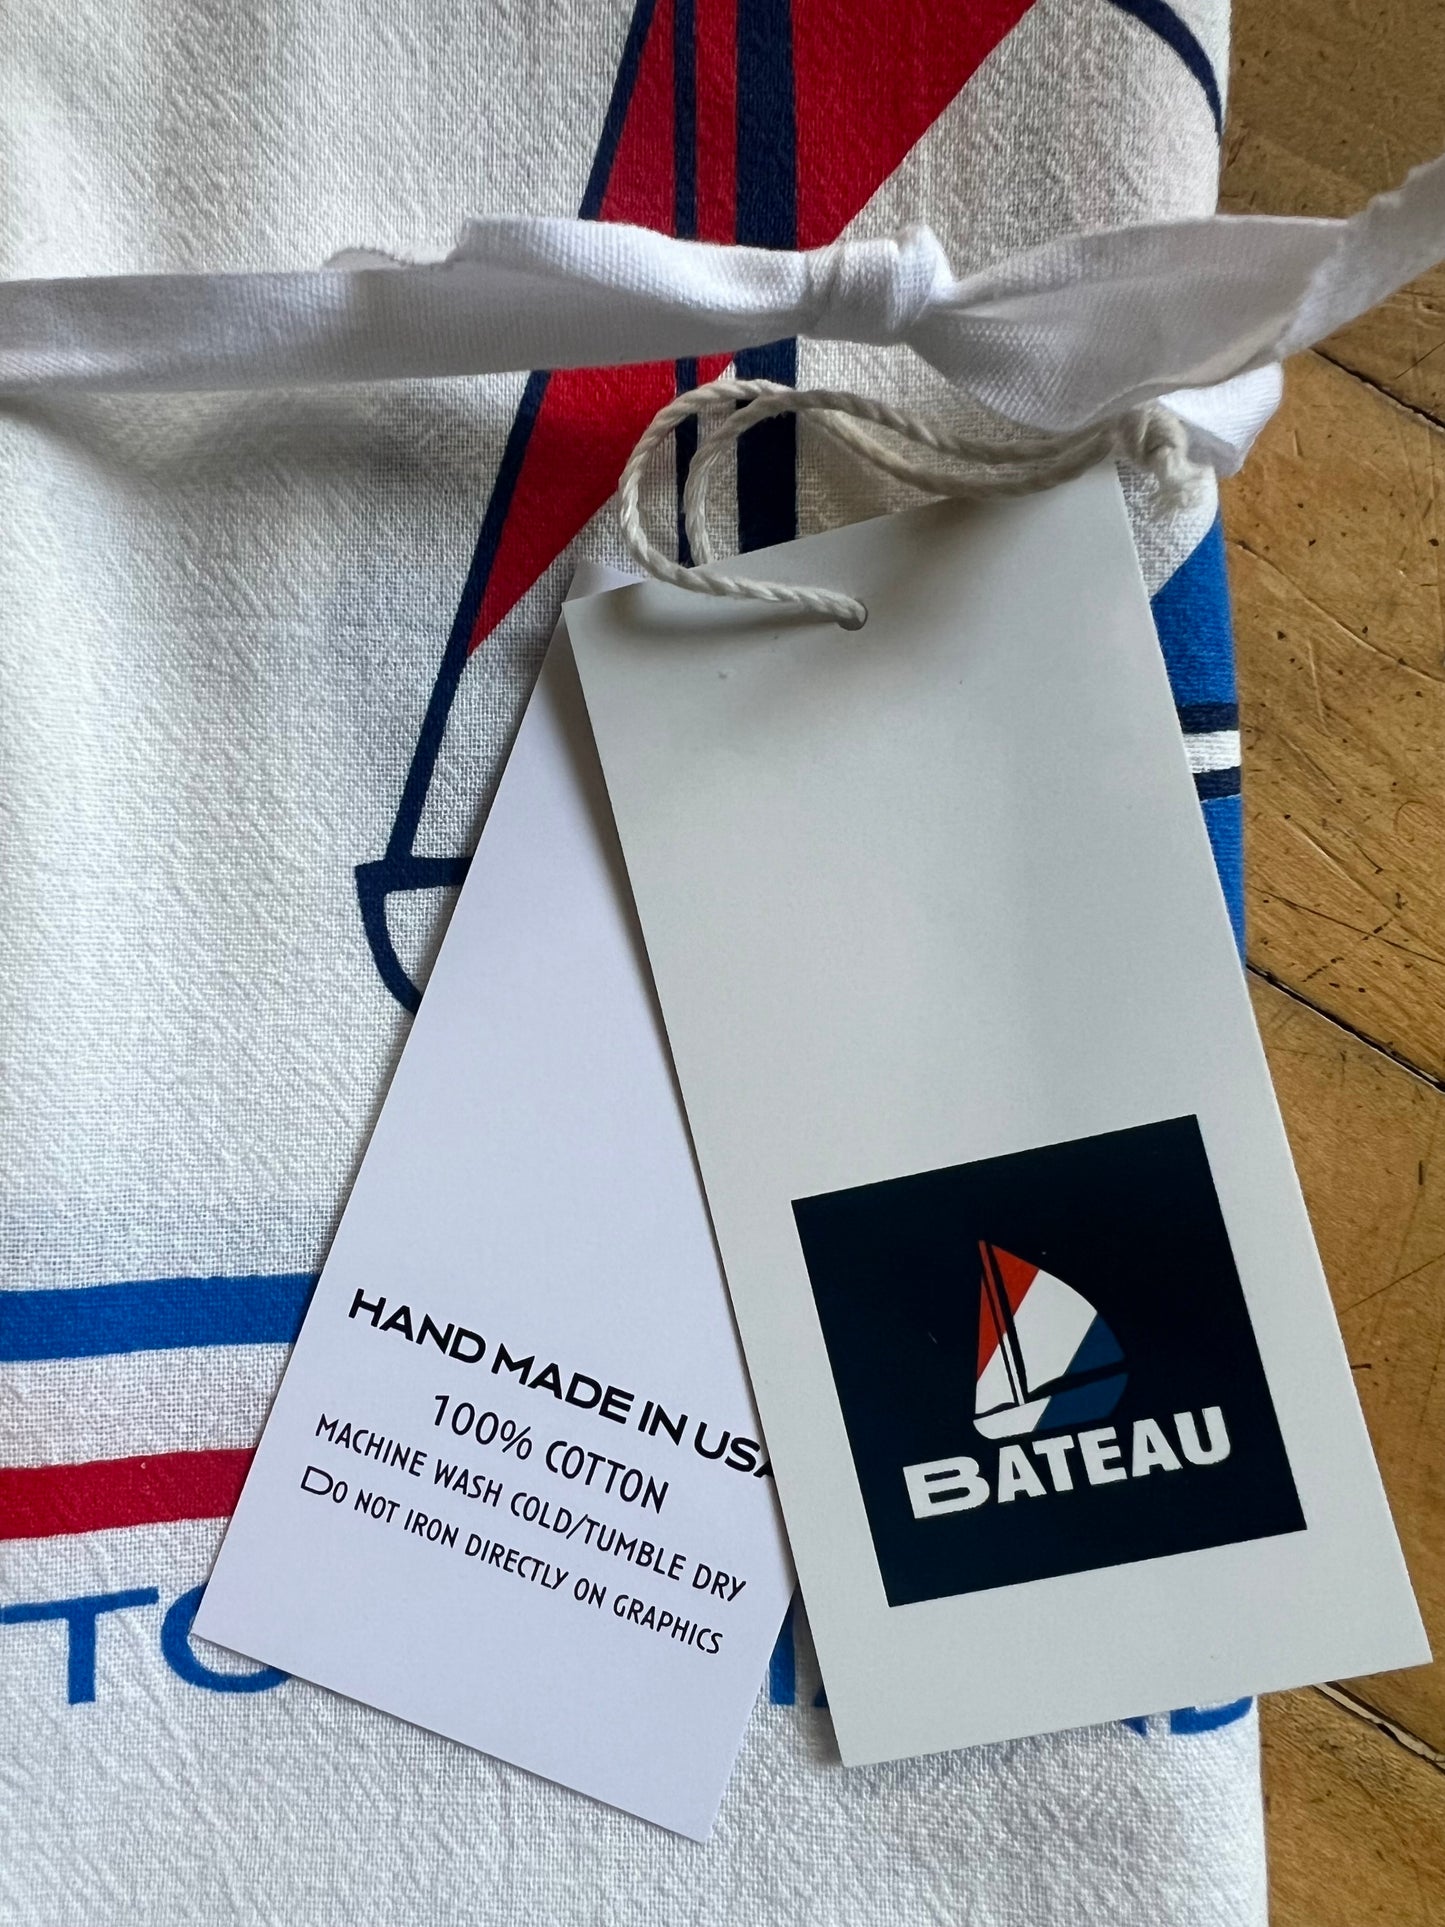 HAND MADE IN USA
100% COTTON
MACHINE WASH COLD/TUMBLE DRY
DO NOT IRON DIRECTLY ON GRAPHICS
BATEAU